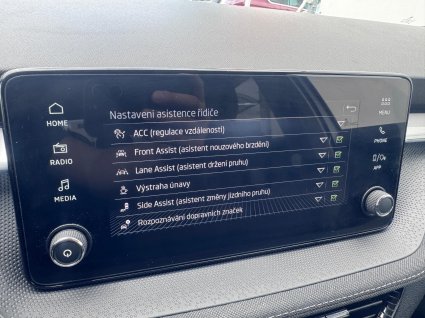 Nastavení asistence řidiče
ACC (regulace vzdálenosti)
Front Assist (asistent nouzového brzdění)
Lane Assist (asistent držení pruhu)
Výstraha únavy
Side Assist (asistent změny jízdního pruhu)
Rozpoznávání dopravních značek
HOME
RADIO
MEDIA
MENU
PHONE
APP